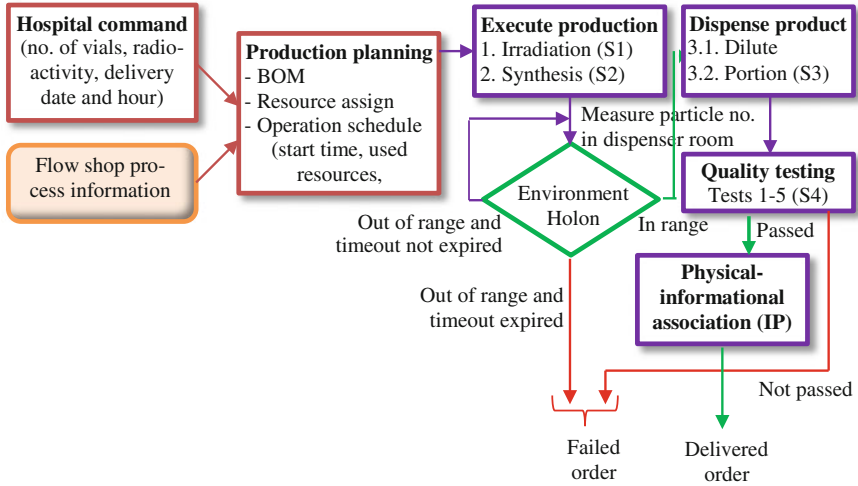 Hospital command
(no. of vials, radio-
activity, delivery
date and hour)
Flow shop pro-
cess information
Production planning
- BOM
- Resource assign
- Operation schedule
(start time, used
resources,
Execute production
1. Irradiation (S1)
2. Synthesis (S2)
Dispense product
3.1. Dilute
3.2. Portion (S3)
Measure particle no.
in dispenser room
Environment
Holon
Out of range and
timeout not expired
In range
Quality testing
Tests 1-5 (S4)
Passed
Out of range and
timeout expired
Physical-
informational
association (IP)
Not passed
Failed
order
Delivered
order